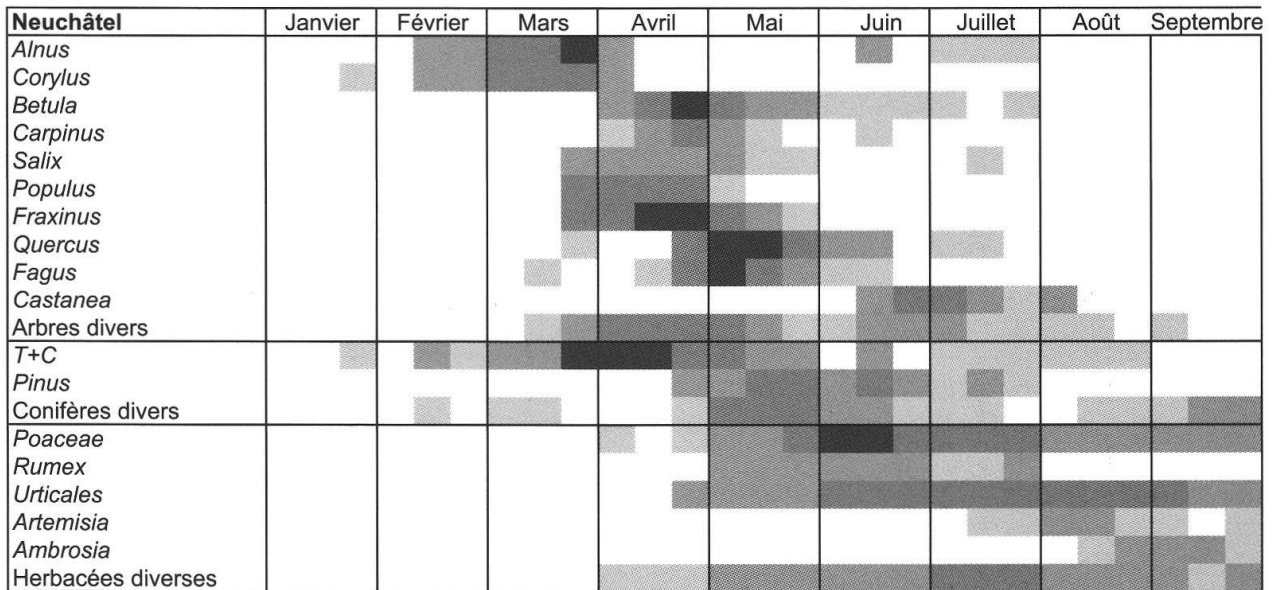 Neuchâtel Janvier Février Mars Avril Mai Juin Juillet Août Septembre
Alnus
Corylus
Betula
Carpinus
Salix
Populus
Fraxinus
Quercus
Fagus
Castanea
Arbres divers
T+C
Pinus
Conifères divers
Poaceae
Rumex
Urticales
Artemisia
Ambrosia
Herbacées diverses